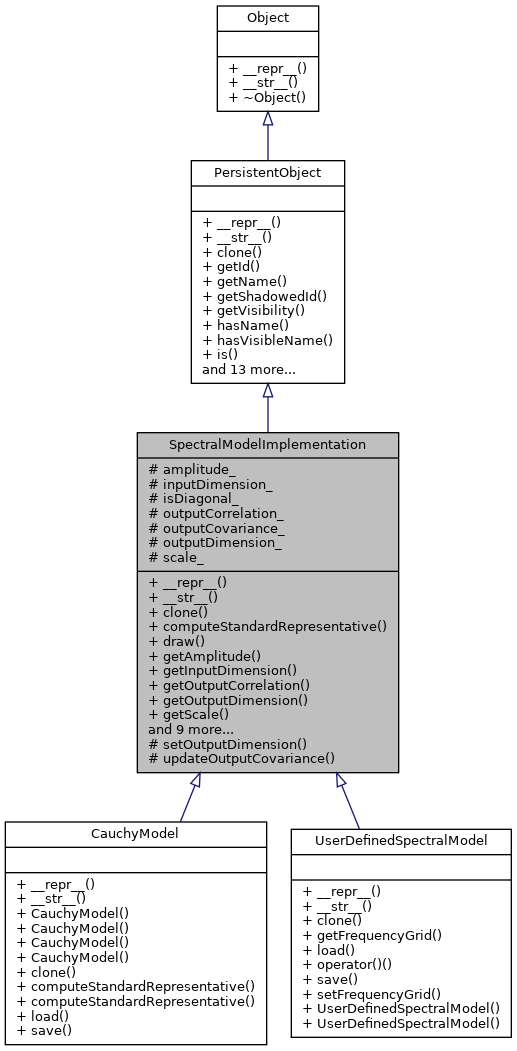 Object
+ __repr__()
+ __str__()
+ ~Object()
PersistentObject
+ __repr__()
+ __str__()
+ clone()
+ getId()
+ getName()
+ getShadowedId()
+ getVisibility()
+ hasName()
+ hasVisibleName()
+ is()
and 13 more...
SpectralModelImplementation
# amplitude_
# inputDimension_
# isDiagonal_
# outputCorrelation_
# outputCovariance_
# outputDimension_
# scale_
+ __repr__()
+ __str__()
+ clone()
+ computeStandardRepresentative()
+ draw()
+ getAmplitude()
+ getInputDimension()
+ getOutputCorrelation()
+ getOutputDimension()
+ getScale()
and 9 more...
# setOutputDimension()
# updateOutputCovariance()
CauchyModel
+ __repr__()
+ __str__()
+ CauchyModel()
+ CauchyModel()
+ CauchyModel()
+ CauchyModel()
+ clone()
+ computeStandardRepresentative()
+ computeStandardRepresentative()
+ load()
+ save()
UserDefinedSpectralModel
+ __repr__()
+ __str__()
+ clone()
+ getFrequencyGrid()
+ load()
+ operator()()
+ save()
+ setFrequencyGrid()
+ UserDefinedSpectralModel()
+ UserDefinedSpectralModel()